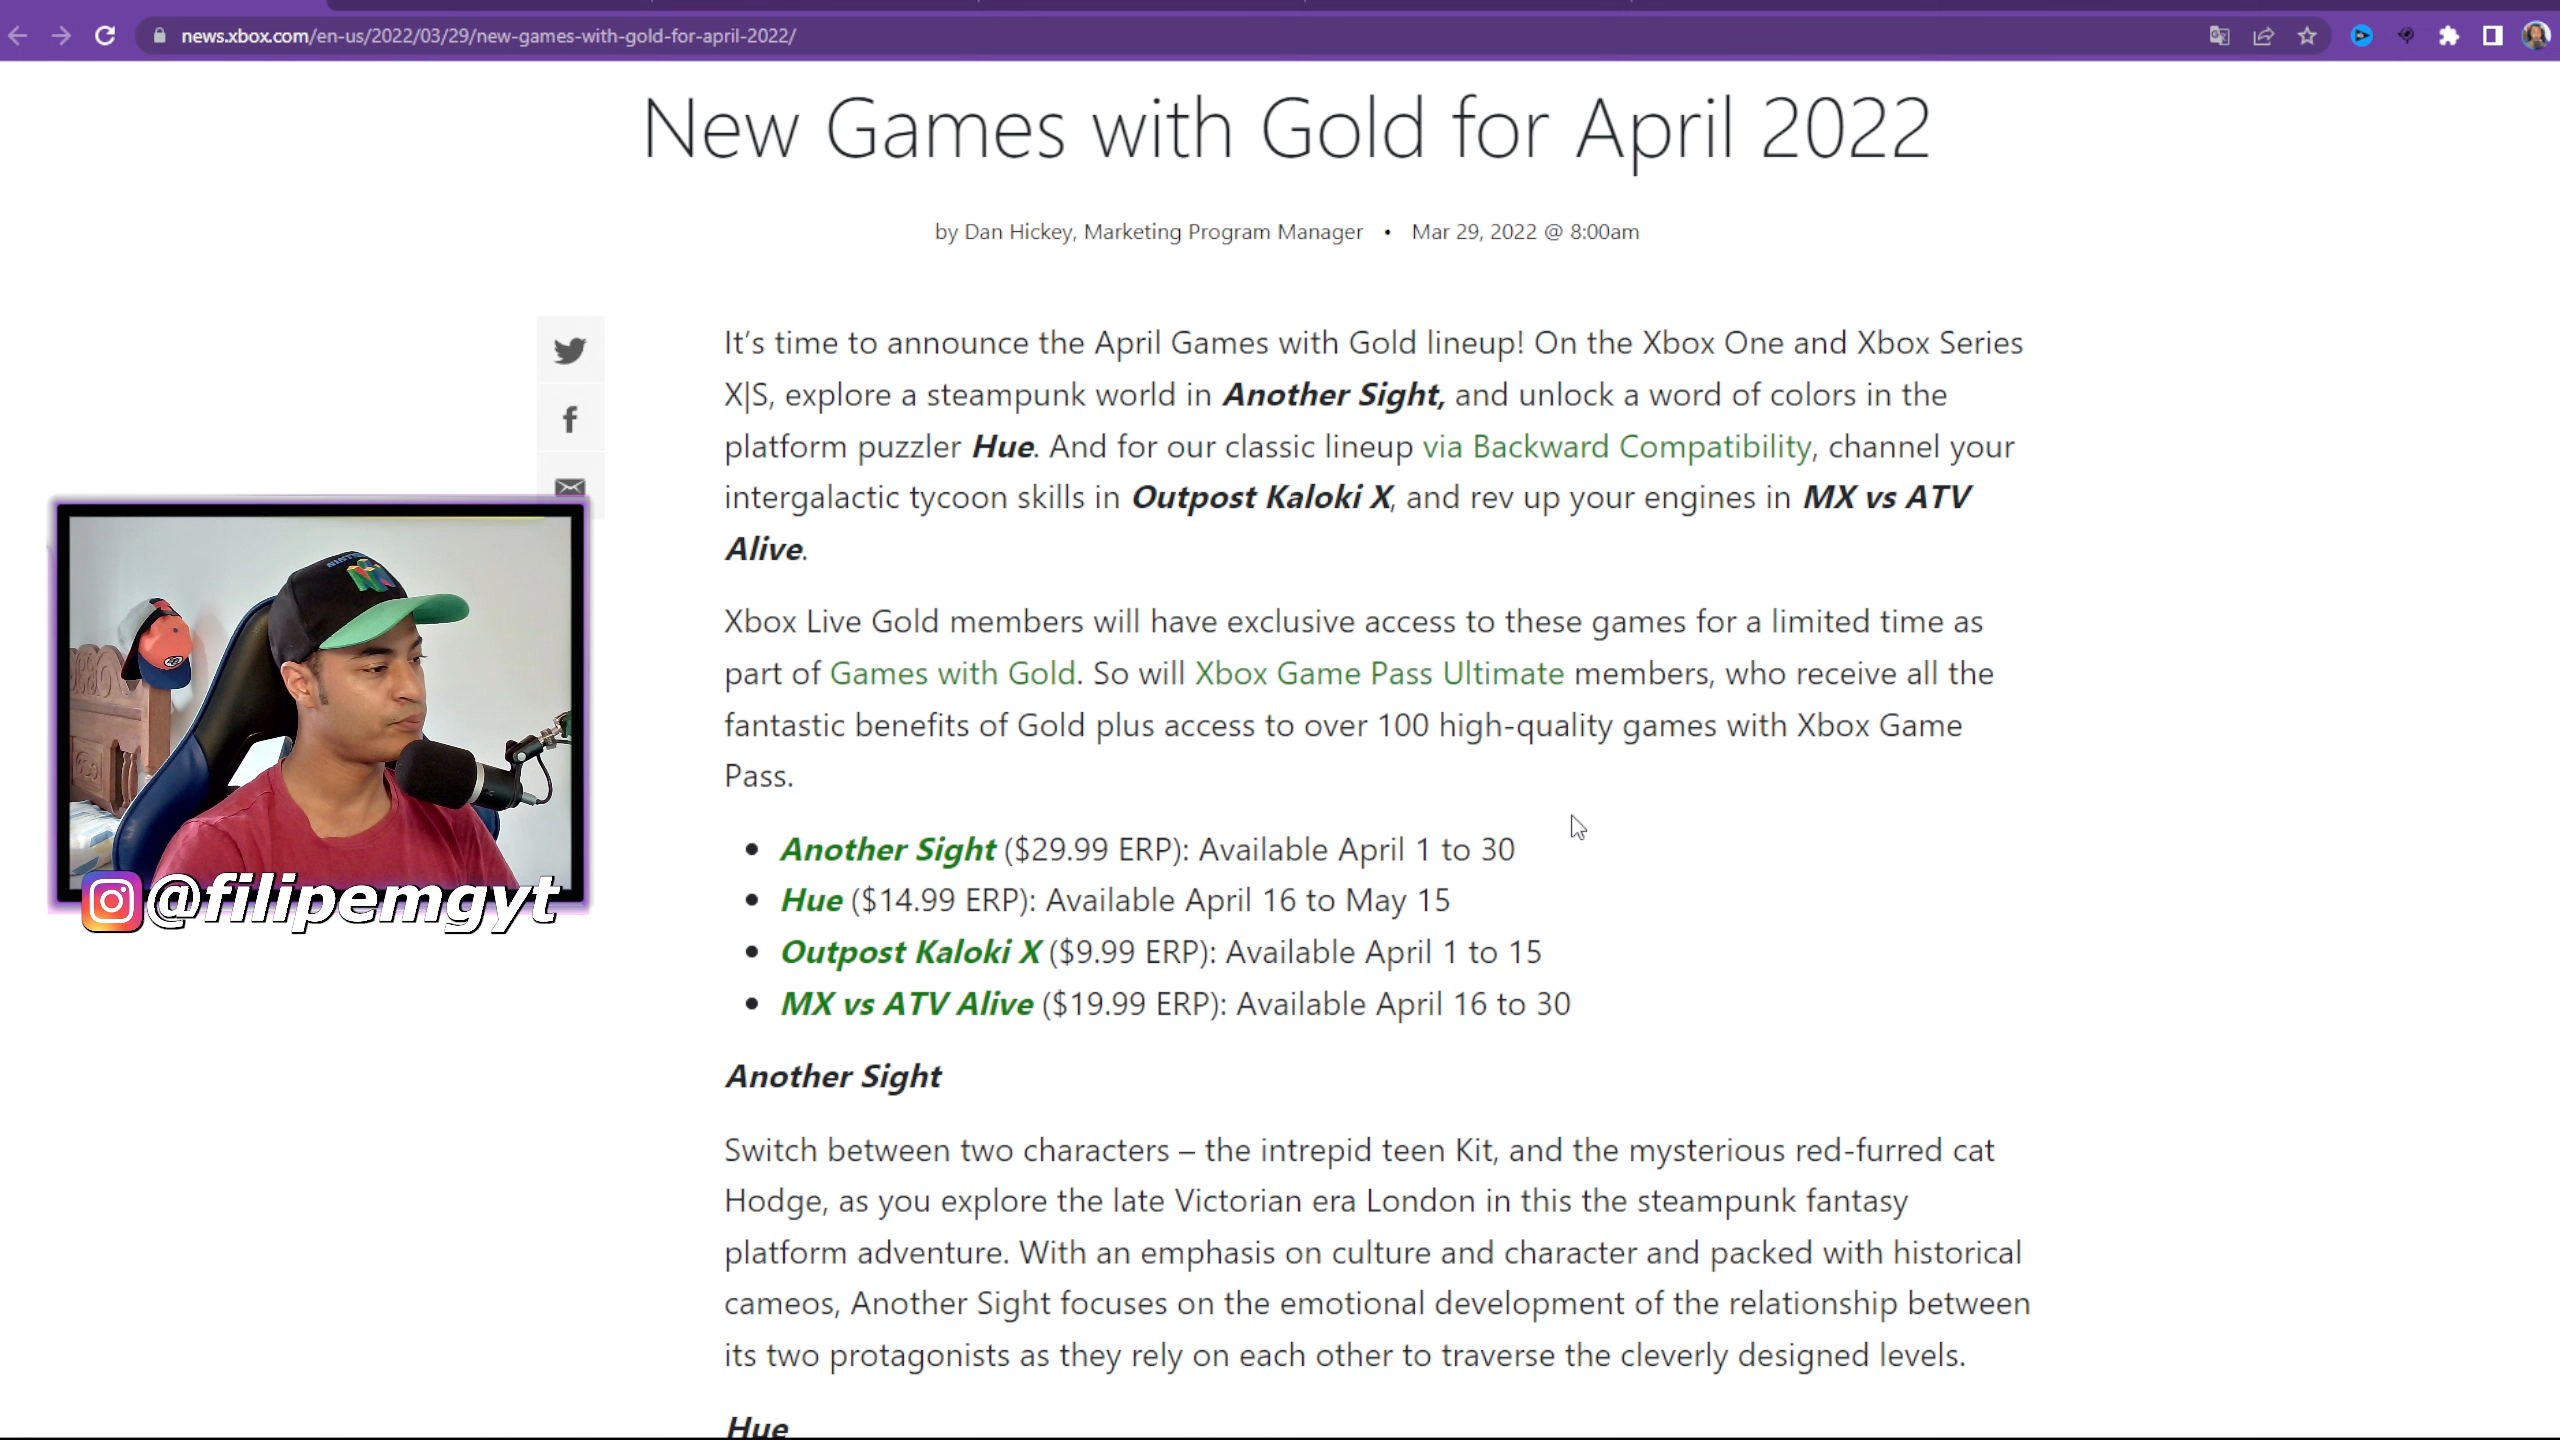 news.xbox.com/en-us/2022/03/29/new-games-with-gold-for-april-2022/
New Games with Gold for April 2022
by Dan Hickey, Marketing Program Manager • Mar 29, 2022 @ 8:00am
It’s time to announce the April Games with Gold lineup! On the Xbox One and Xbox Series
X|S, explore a steampunk world in Another Sight, and unlock a word of colors in the
platform puzzler Hue. And for our classic lineup via Backward Compatibility, channel your
intergalactic tycoon skills in Outpost Kaloki X, and rev up your engines in MX vs ATV
Alive.
Xbox Live Gold members will have exclusive access to these games for a limited time as
part of Games with Gold. So will Xbox Game Pass Ultimate members, who receive all the
fantastic benefits of Gold plus access to over 100 high-quality games with Xbox Game
Pass.
• Another Sight ($29.99 ERP): Available April 1 to 30
• Hue ($14.99 ERP): Available April 16 to May 15
• Outpost Kaloki X ($9.99 ERP): Available April 1 to 15
• MX vs ATV Alive ($19.99 ERP): Available April 16 to 30
@filipemgyt
Another Sight
Switch between two characters – the intrepid teen Kit, and the mysterious red-furred cat
Hodge, as you explore the late Victorian era London in this the steampunk fantasy
platform adventure. With an emphasis on culture and character and packed with historical
cameos, Another Sight focuses on the emotional development of the relationship between
its two protagonists as they rely on each other to traverse the cleverly designed levels.
Hue